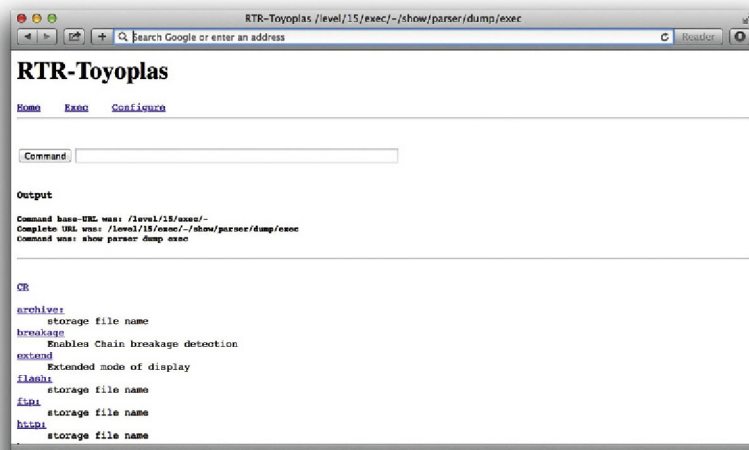 RTR-Toyoplas /level/15/exec/-/show/parser/dump/exec
Search Google or enter an address
Reader
RTR-Toyoplas
Home Exec Configure
Command
Output
Command base-URL was: /level/15/exec/-
Complete URL was: /level/15/exec/-/show/parser/dump/exec
Command was: show parser dump exec
CR
archive:
storage file name
breakage
Enables Chain breakage detection
extend
Extended mode of display
flash:
storage file name
ftp:
storage file name
http:
storage file name